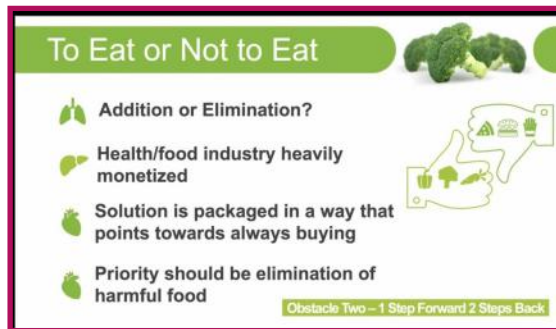 To Eat or Not to Eat
Addition or Elimination?
Health/food industry heavily
monetized
Solution is packaged in a way that
points towards always buying
Priority should be elimination of
harmful food
Obstacle Two – 1 Step Forward 2 Steps Back